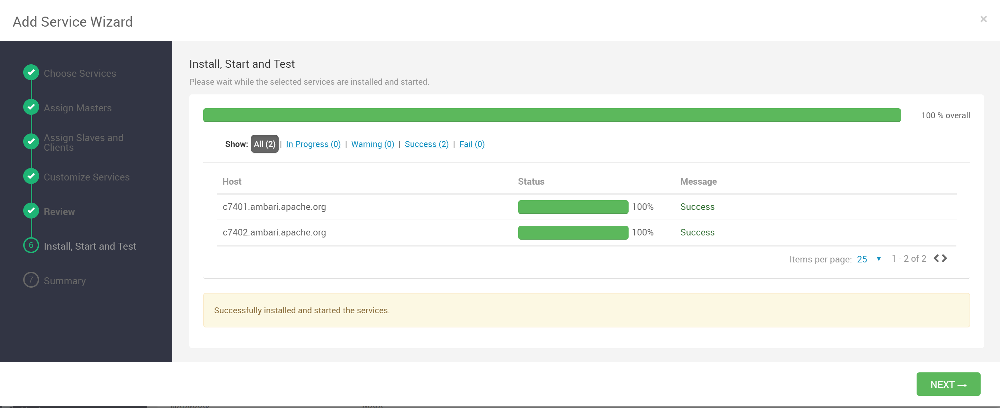 Add Service Wizard
×
Choose Services
Assign Masters
Assign Slaves and
Clients
Customize Services
Review
6 Install, Start and Test
7 Summary
Install, Start and Test
Please wait while the selected services are installed and started.
100 % overall
Show: All (2) | In Progress (0) | Warning (0) | Success (2) | Fail (0)
Host Status Message
c7401.ambari.apache.org 100% Success
c7402.ambari.apache.org 100% Success
Items per page: 25 1 - 2 of 2
Successfully installed and started the services.
NEXT →